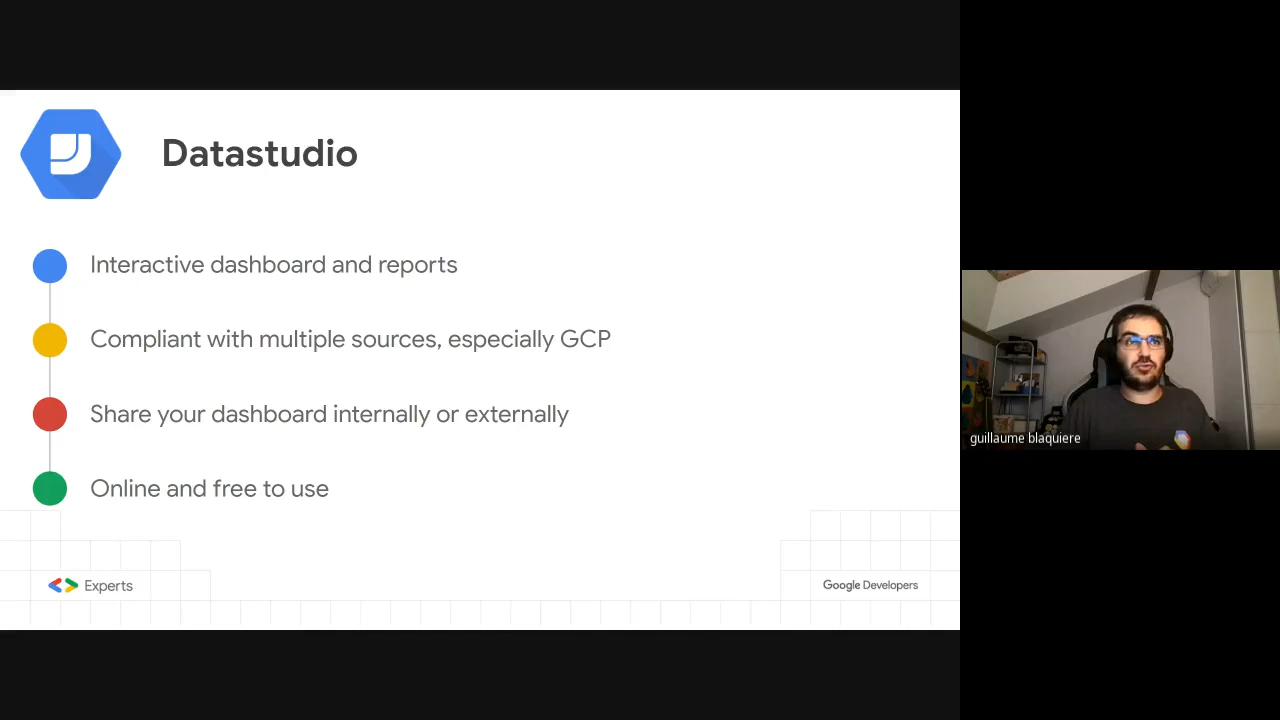 Datastudio
Interactive dashboard and reports
Compliant with multiple sources, especially GCP
Share your dashboard internally or externally
Online and free to use
Experts
Google Developers
guillaume blaquiere